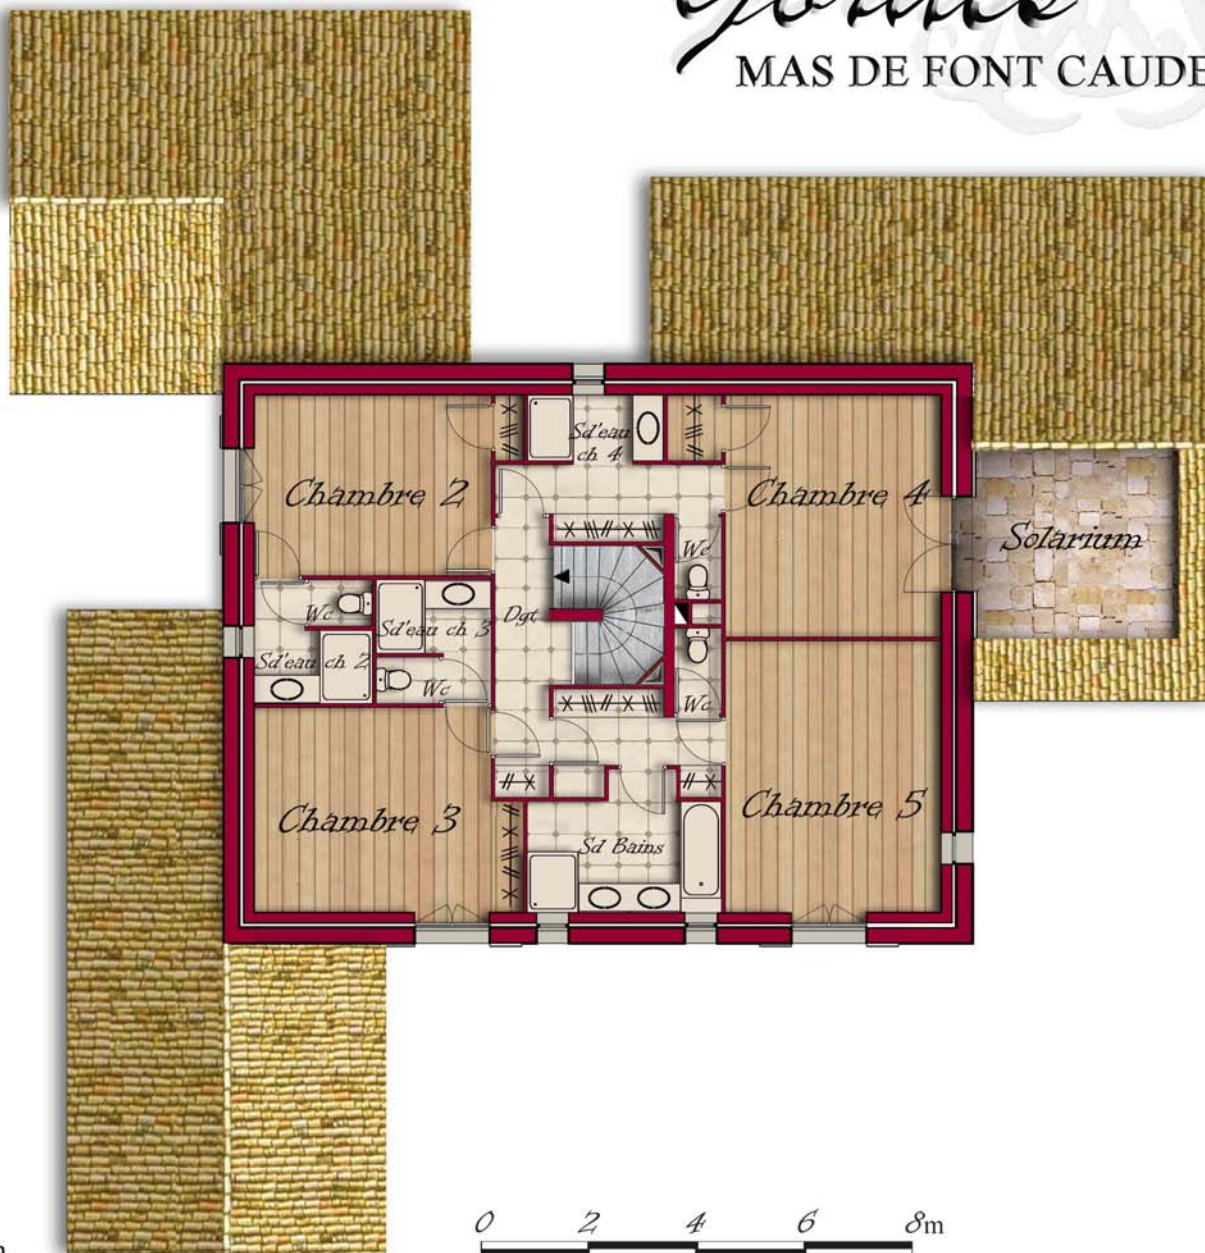 MAS DE FONT CAUDE
Sd'eau
ch 4
Chambre 2
Chambre 4
Solarium
Wc
Wc
Sd'eau ch 3
Dgt
Sd'eau ch 2
Wc
Wc
Chambre 3
Chambre 5
Sd Bains
0 2 4 6 8m